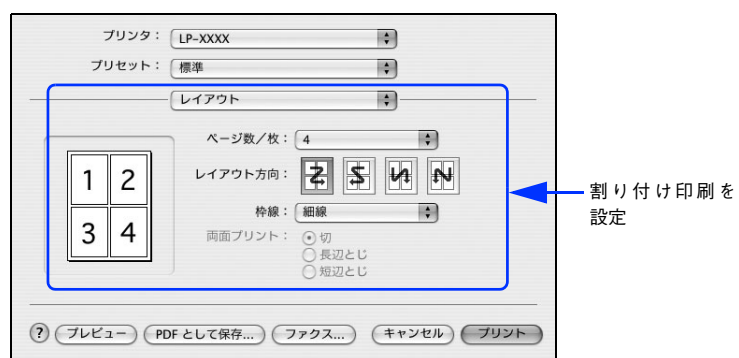 プリンタ： LP-XXXX
プリセット： 標準
レイアウト
ページ数／枚： 4
1 2
3 4
レイアウト方向：
枠線： 細線
両面プリント： 切
長辺とじ
短辺とじ
割り付け印刷を
設定
? プレビュー PDF として保存... ファクス... キャンセル プリント